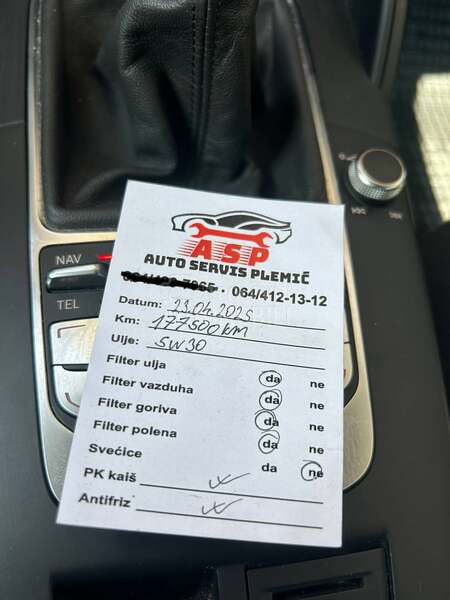 NAV
TEL
ASP
AUTO SERVIS PLEMIĆ
· 064/412-13-12
Datum: 23.04.2025
Km: 177500km
Ulje: 5W30
Filter ulja da ne
Filter vazduha da ne
Filter goriva da ne
Filter polena da ne
Svećice da ne
PK kaiš ✓
Antifriz ✓